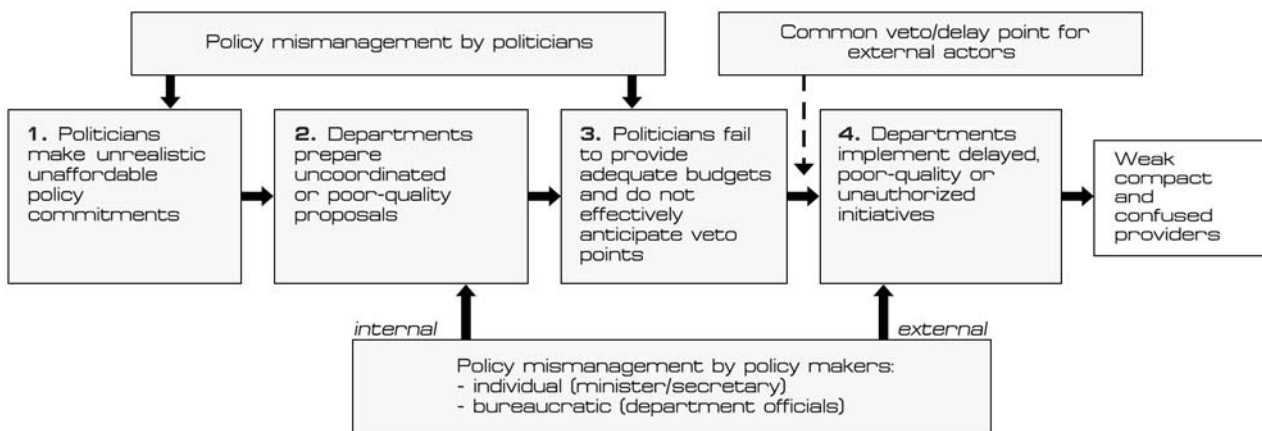 Policy mismanagement by politicians
Common veto/delay point for
external actors
1. Politicians
make unrealistic
unaffordable
policy
commitments
2. Departments
prepare
uncoordinated
or poor-quality
proposals
3. Politicians fail
to provide
adequate budgets
and do not
effectively
anticipate veto
points
4. Departments
implement delayed,
poor-quality or
unauthorized
initiatives
Weak
compact
and
confused
providers
internal
external
Policy mismanagement by policy makers:
- individual (minister/secretary)
- bureaucratic (department officials)